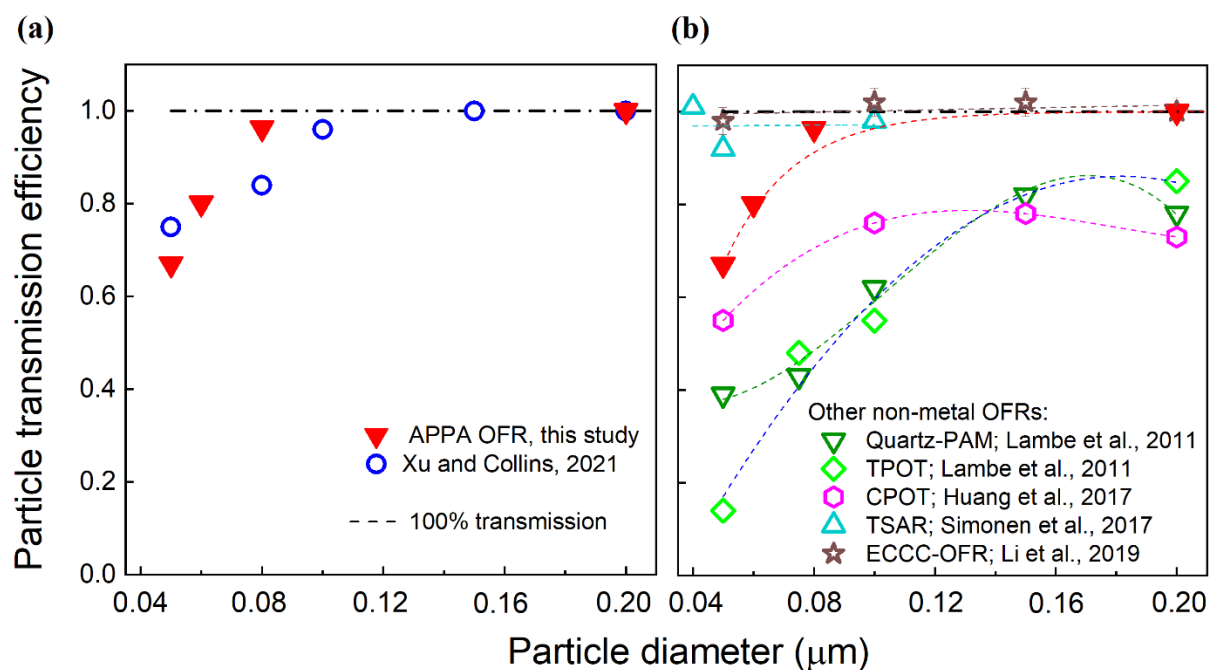 (a)
(b)
Particle transmission efficiency
1.0
0.8
0.6
0.4
0.2
0.0
APPA OFR, this study
Xu and Collins, 2021
100% transmission
0.04 0.08 0.12 0.16 0.20
Other non-metal OFRs:
Quartz-PAM; Lambe et al., 2011
TPOT; Lambe et al., 2011
CPOT; Huang et al., 2017
TSAR; Simonen et al., 2017
ECCC-OFR; Li et al., 2019
0.04 0.08 0.12 0.16 0.20
Particle diameter (μm)